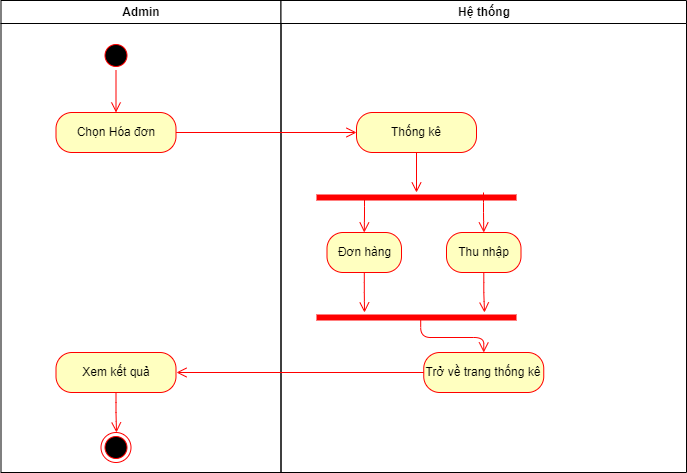 Admin
Hệ thống
Chọn Hóa đơn
Thống kê
Đơn hàng
Thu nhập
Xem kết quả
Trở về trang thống kê